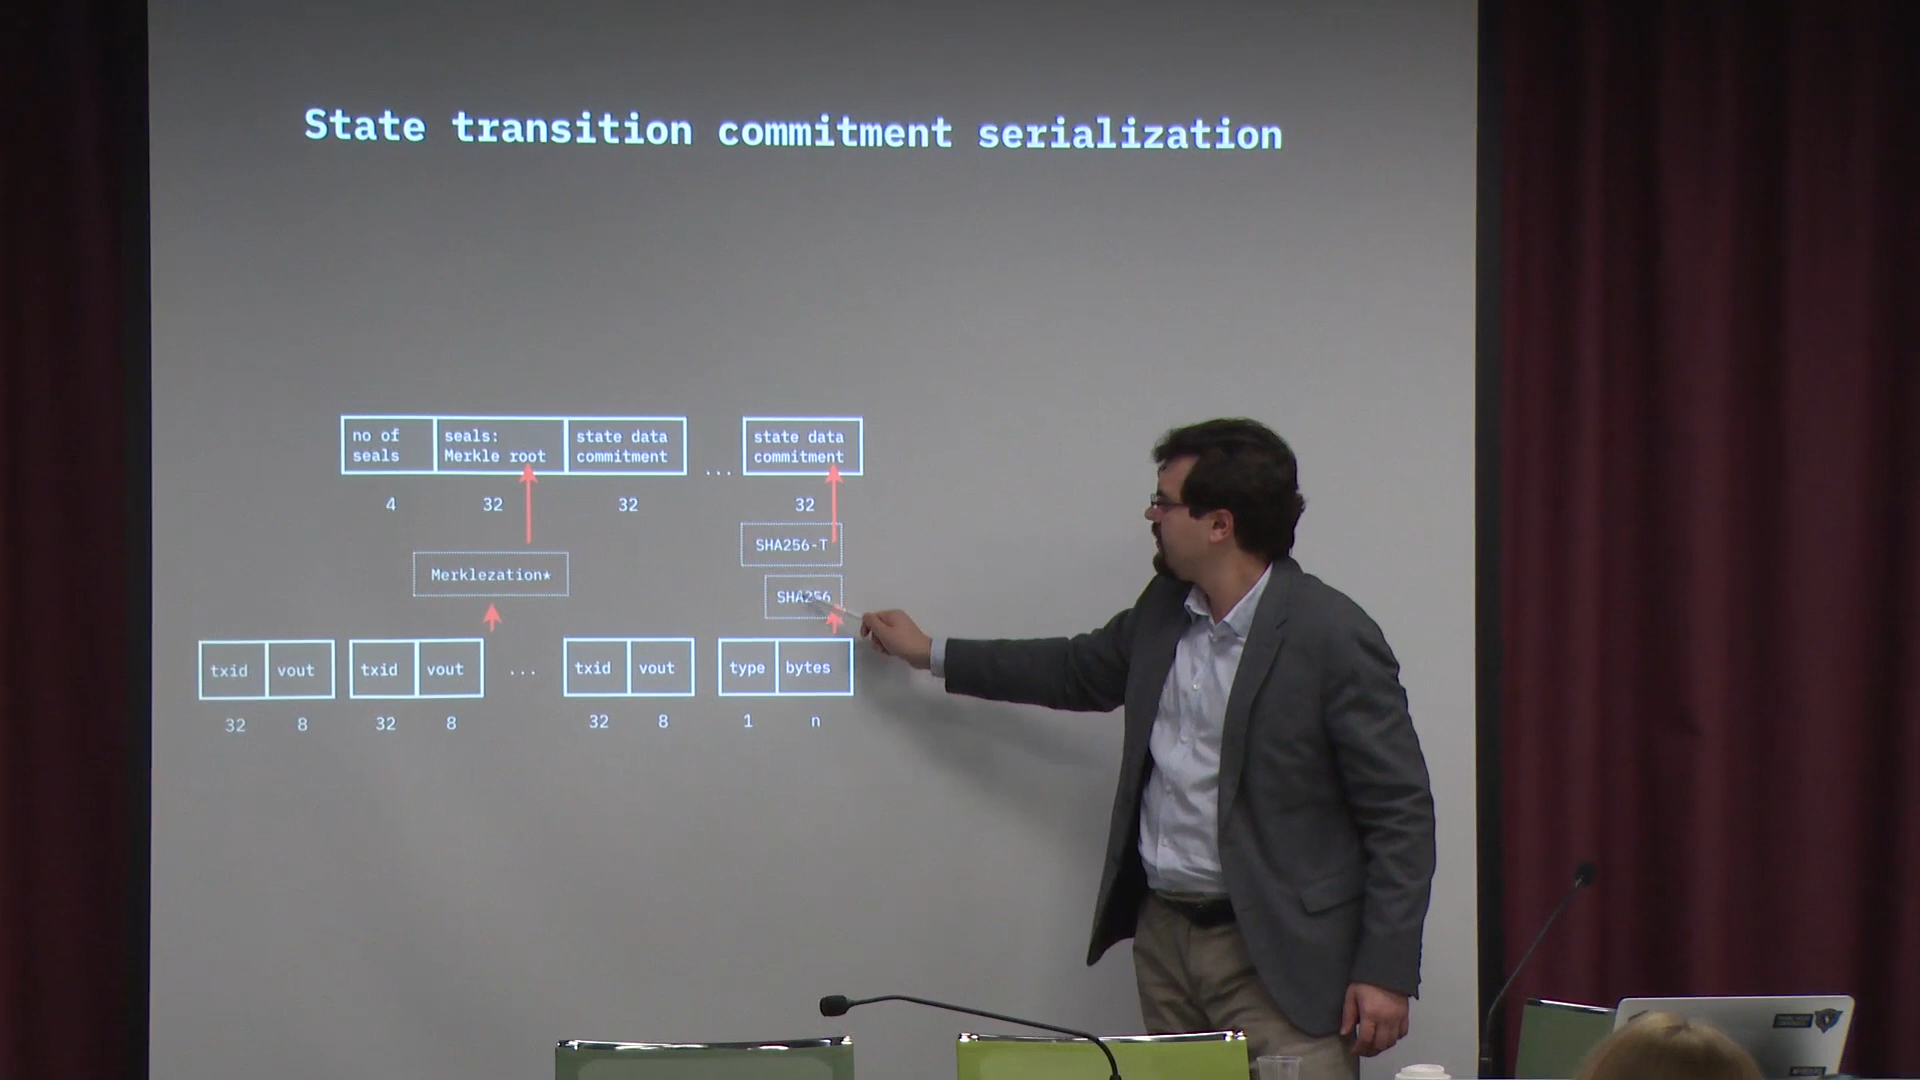 State transition commitment serialization
no of
seals
seals:
Merkle root
state data
commitment
...
state data
commitment
4
32
32
32
SHA256-T
Merklezation*
SHA256
txid
vout
txid
vout
...
txid
vout
type
bytes
32
8
32
8
32
8
1
n